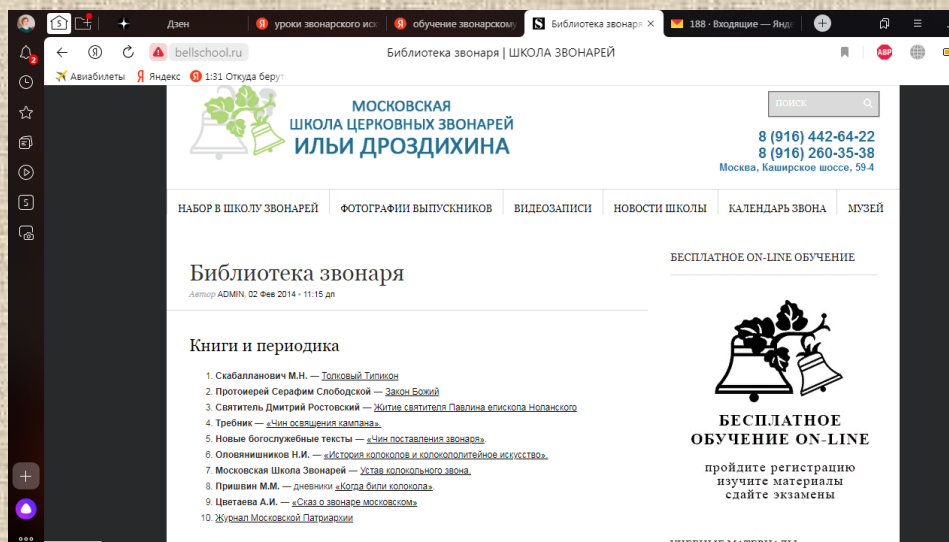 5
Дзен
уроки звонарского иск
обучение звонарскому
Библиотека звонаря
188 · Входящие — Янде
2
bellschool.ru
Библиотека звонаря | ШКОЛА ЗВОНАРЕЙ
ABP
Авиабилеты
Яндекс
1:31 Откуда берут
МОСКОВСКАЯ
ШКОЛА ЦЕРКОВНЫХ ЗВОНАРЕЙ
ИЛЬИ ДРОЗДИХИНА
ПОИСК
8 (916) 442-64-22
8 (916) 260-35-38
Москва, Каширское шоссе, 59-4
5
НАБОР В ШКОЛУ ЗВОНАРЕЙ ФОТОГРАФИИ ВЫПУСКНИКОВ ВИДЕОЗАПИСИ НОВОСТИ ШКОЛЫ КАЛЕНДАРЬ ЗВОНА МУЗЕЙ
Библиотека звонаря
Автор ADMIN, 02 Фев 2014 - 11:15 дп
Книги и периодика
1. Скабалланович М.Н. — Толковый Типикон
2. Протоиерей Серафим Слободской — Закон Божий
3. Святитель Дмитрий Ростовский — Житие святителя Павлина епископа Ноланского
4. Требник — «Чин освящения кампана».
5. Новые богослужебные тексты — «Чин поставления звонаря».
6. Оловянишников Н.И. — «История колоколов и колокололитейное искусство».
7. Московская Школа Звонарей — Устав колокольного звона.
8. Пришвин М.М. — дневники «Когда били колокола».
9. Цветаева А.И. — «Сказ о звонаре московском»
10. Журнал Московской Патриархии
БЕСПЛАТНОЕ ON-LINE ОБУЧЕНИЕ
БЕСПЛАТНОЕ
ОБУЧЕНИЕ ON-LINE
пройдите регистрацию
изучите материалы
сдайте экзамены
УЧЕБНЫЕ МАТЕРИАЛЫ